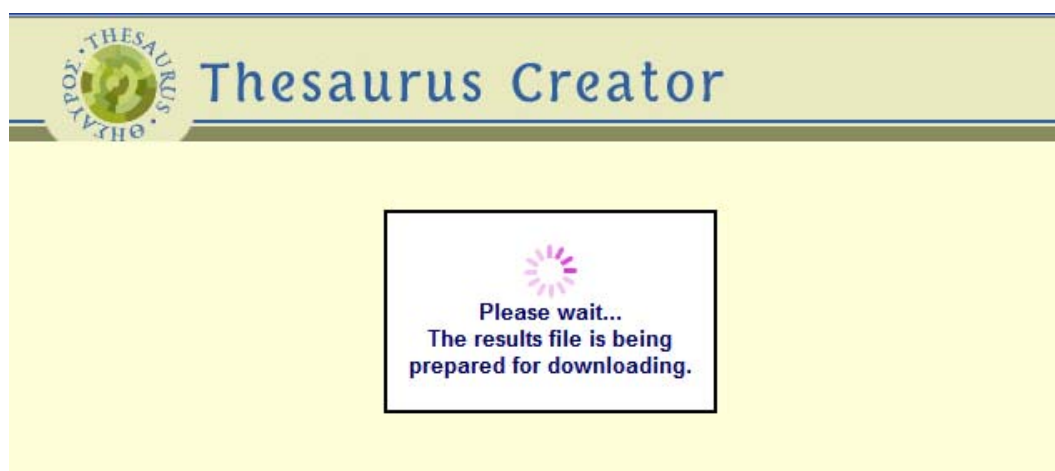 THESAURUS · ΘΗΣΑΥΡΟΣ ·
Thesaurus Creator
Please wait...
The results file is being
prepared for downloading.